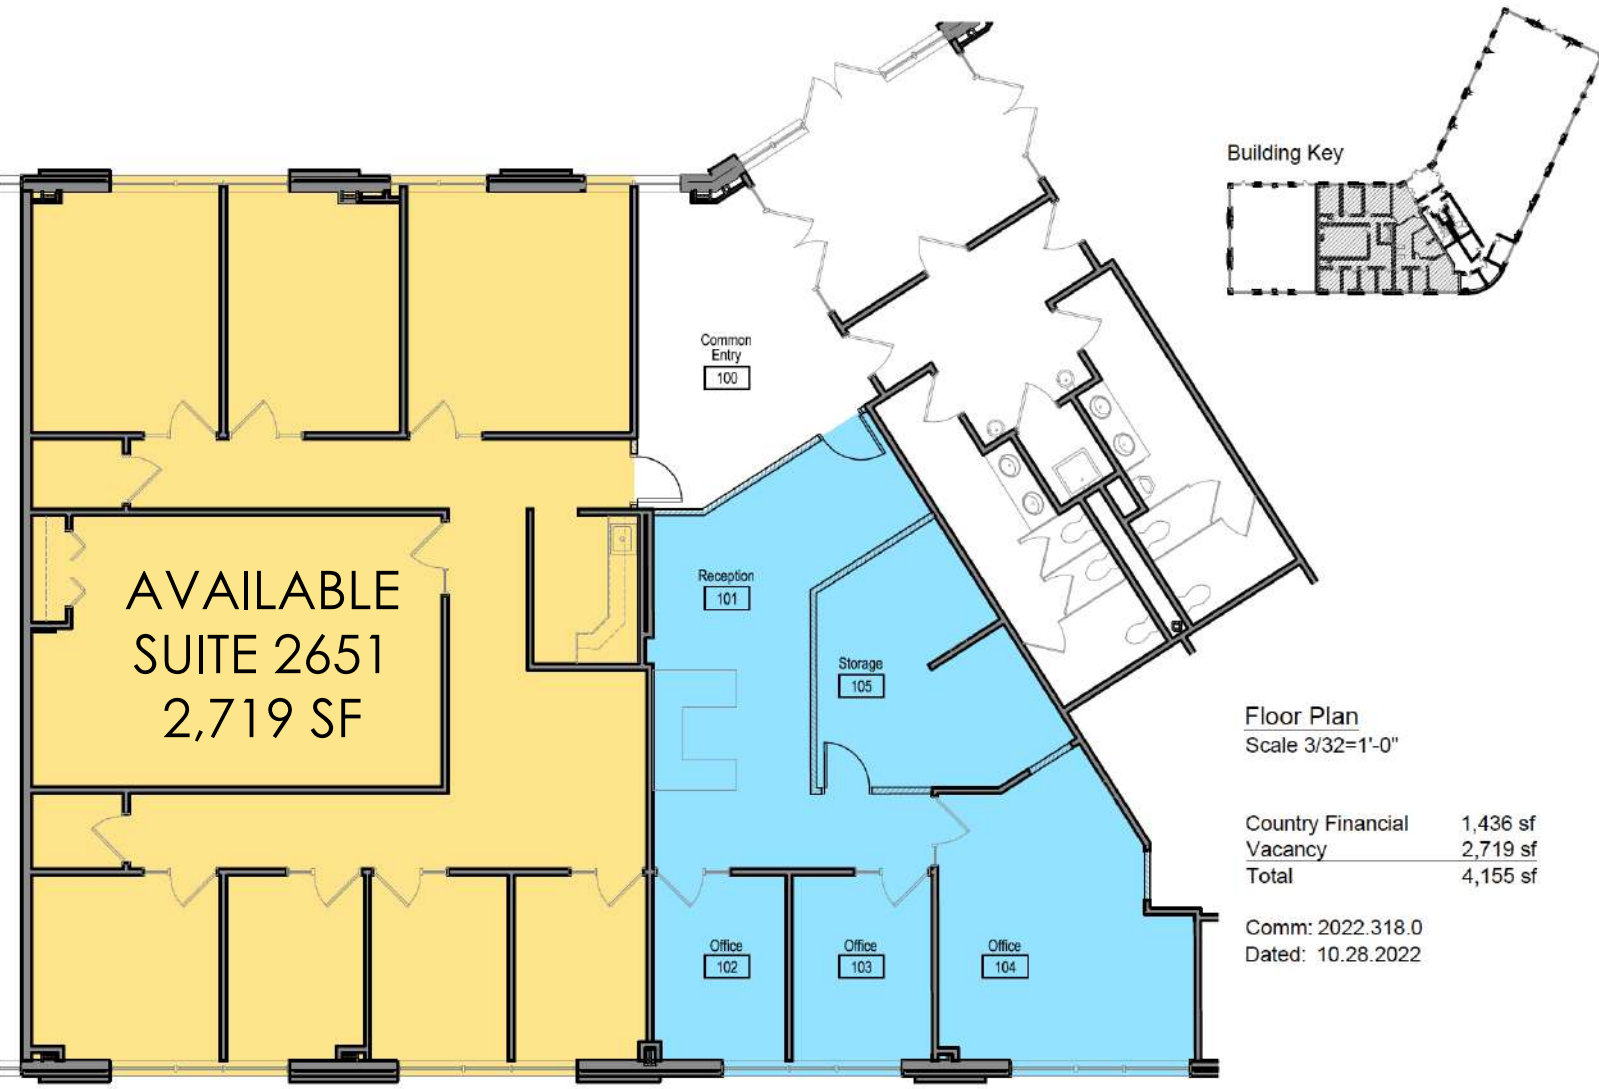 Building Key
Common
Entry
100
AVAILABLE
SUITE 2651
2,719 SF
Reception
101
Storage
105
Office
102
Office
103
Office
104
Floor Plan
Scale 3/32=1'-0"
Country Financial 1,436 sf
Vacancy 2,719 sf
Total 4,155 sf
Comm: 2022.318.0
Dated: 10.28.2022